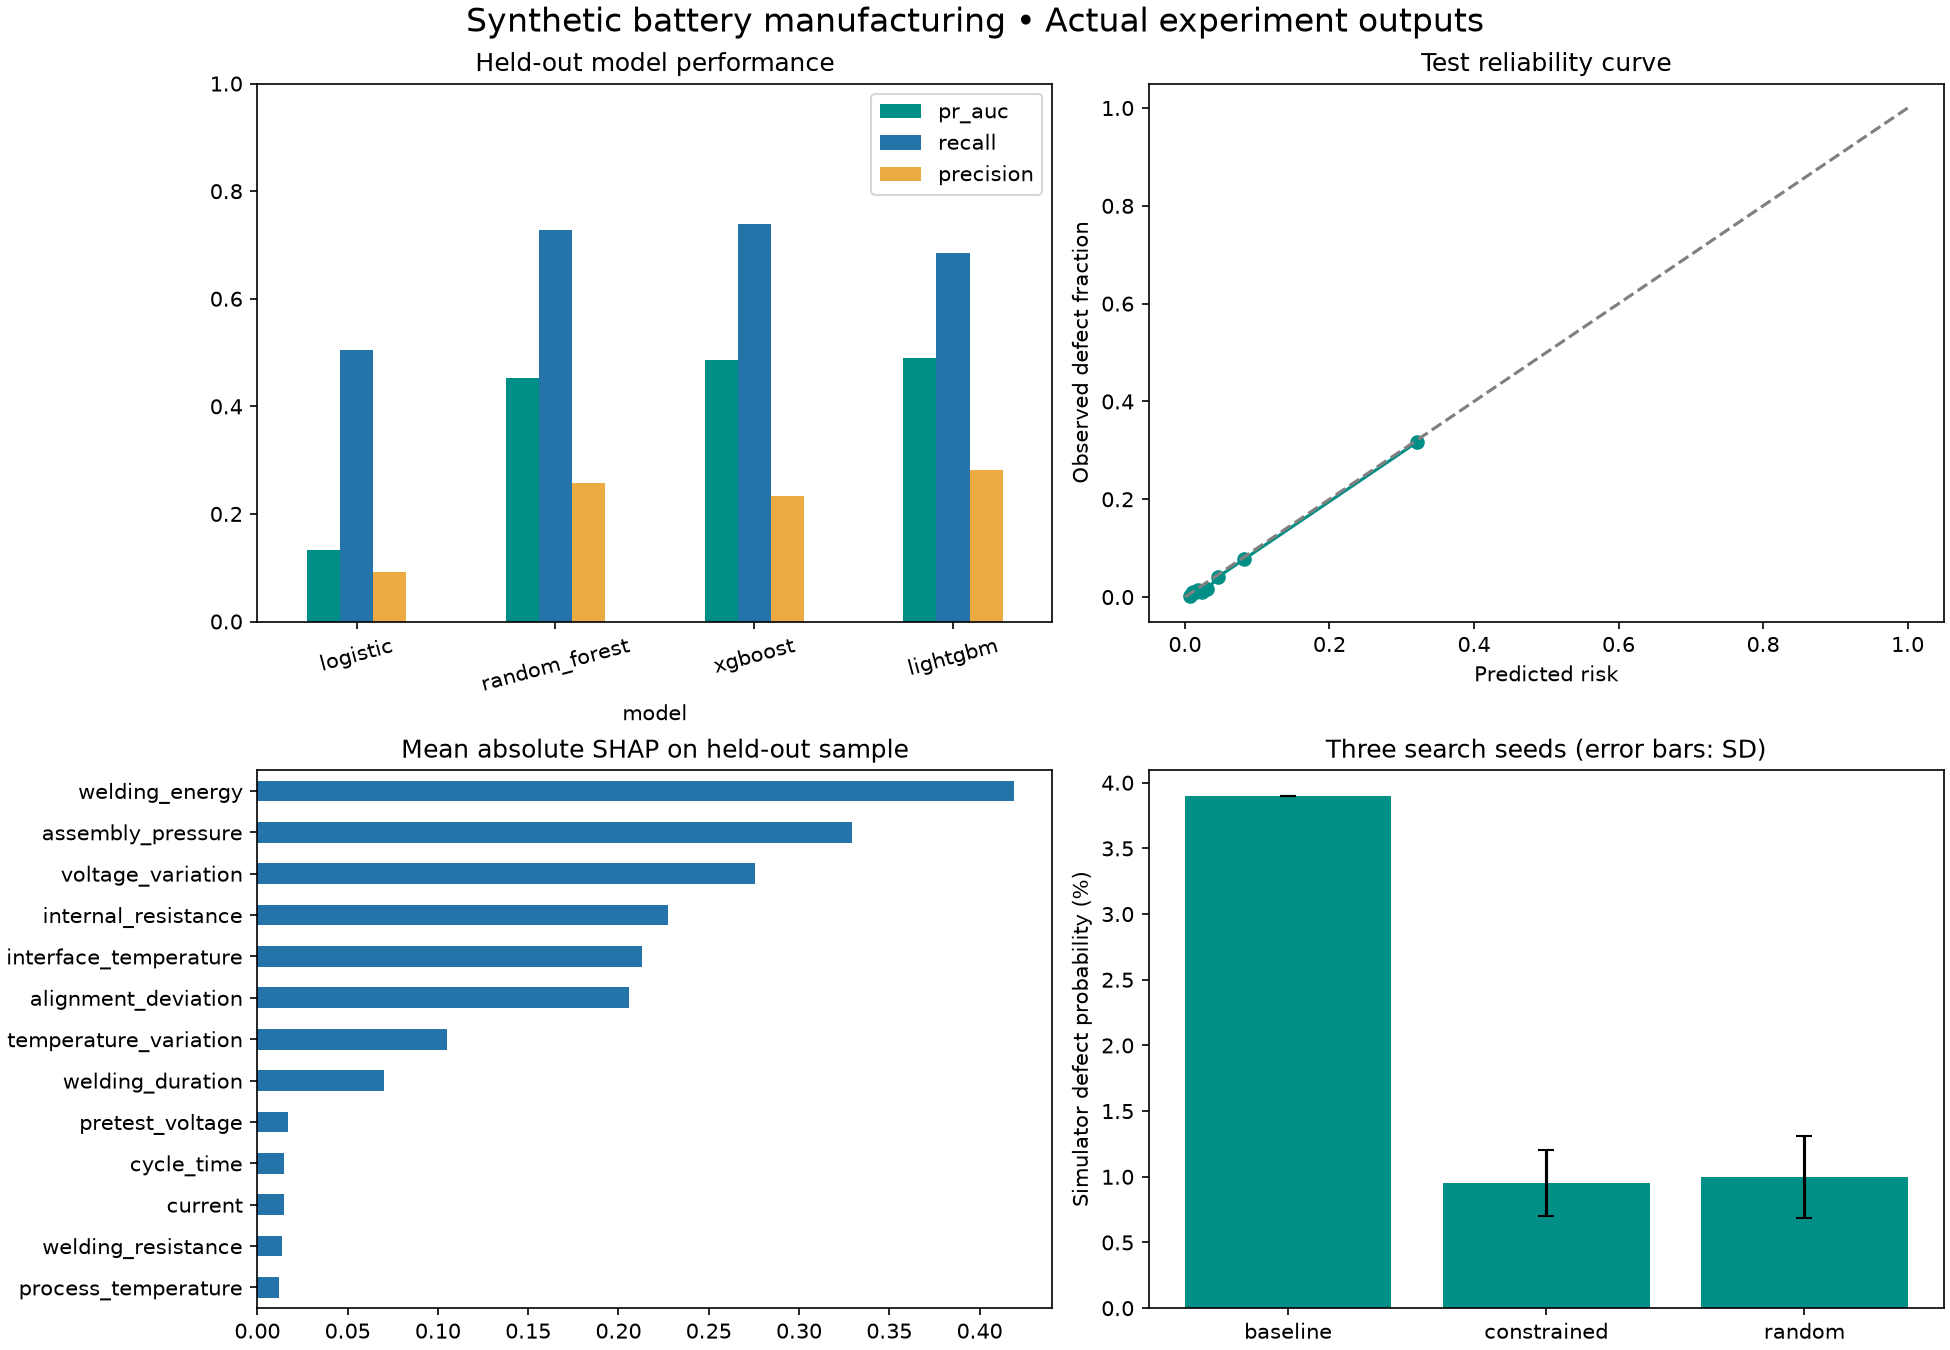 Synthetic battery manufacturing • Actual experiment outputs
Held-out model performance
1.0
0.8
0.6
0.4
0.2
0.0
pr_auc
recall
precision
logistic
random_forest
xgboost
lightgbm
model
Test reliability curve
Observed defect fraction
1.0
0.8
0.6
0.4
0.2
0.0
0.0 0.2 0.4 0.6 0.8 1.0
Predicted risk
Mean absolute SHAP on held-out sample
welding_energy
assembly_pressure
voltage_variation
internal_resistance
interface_temperature
alignment_deviation
temperature_variation
welding_duration
pretest_voltage
cycle_time
current
welding_resistance
process_temperature
0.00 0.05 0.10 0.15 0.20 0.25 0.30 0.35 0.40
Three search seeds (error bars: SD)
Simulator defect probability (%)
4.0
3.5
3.0
2.5
2.0
1.5
1.0
0.5
0.0
baseline constrained random